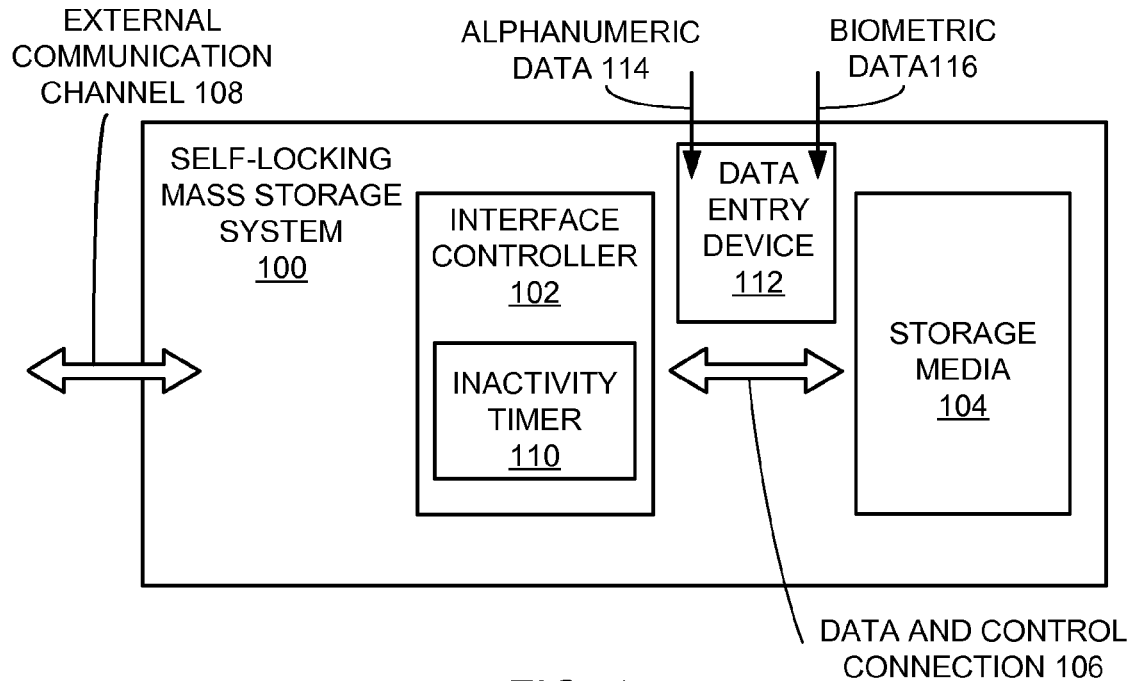 EXTERNAL
COMMUNICATION
CHANNEL 108
ALPHANUMERIC
DATA 114
BIOMETRIC
DATA116
SELF-LOCKING
MASS STORAGE
SYSTEM
100
INTERFACE
CONTROLLER
102
INACTIVITY
TIMER
110
DATA
ENTRY
DEVICE
112
STORAGE
MEDIA
104
DATA AND CONTROL
CONNECTION 106